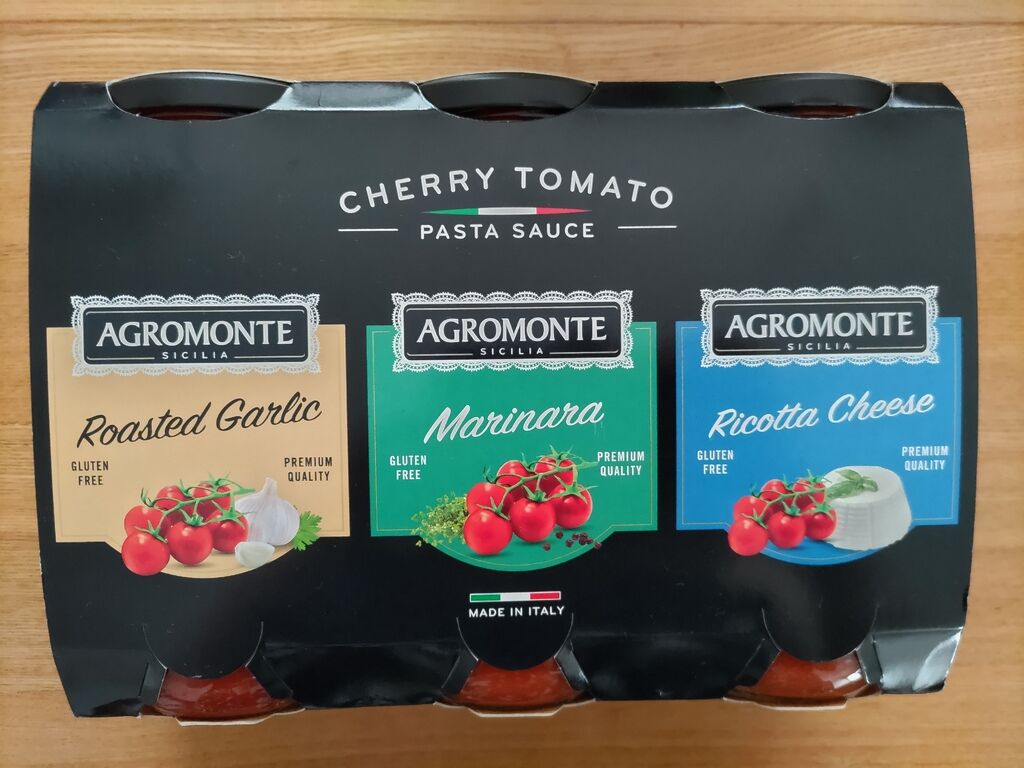 CHERRY TOMATO
PASTA SAUCE
AGROMONTE
SICILIA
Roasted Garlic
GLUTEN
FREE
PREMIUM
QUALITY
AGROMONTE
SICILIA
Marinara
GLUTEN
FREE
PREMIUM
QUALITY
AGROMONTE
SICILIA
Ricotta Cheese
GLUTEN
FREE
PREMIUM
QUALITY
MADE IN ITALY